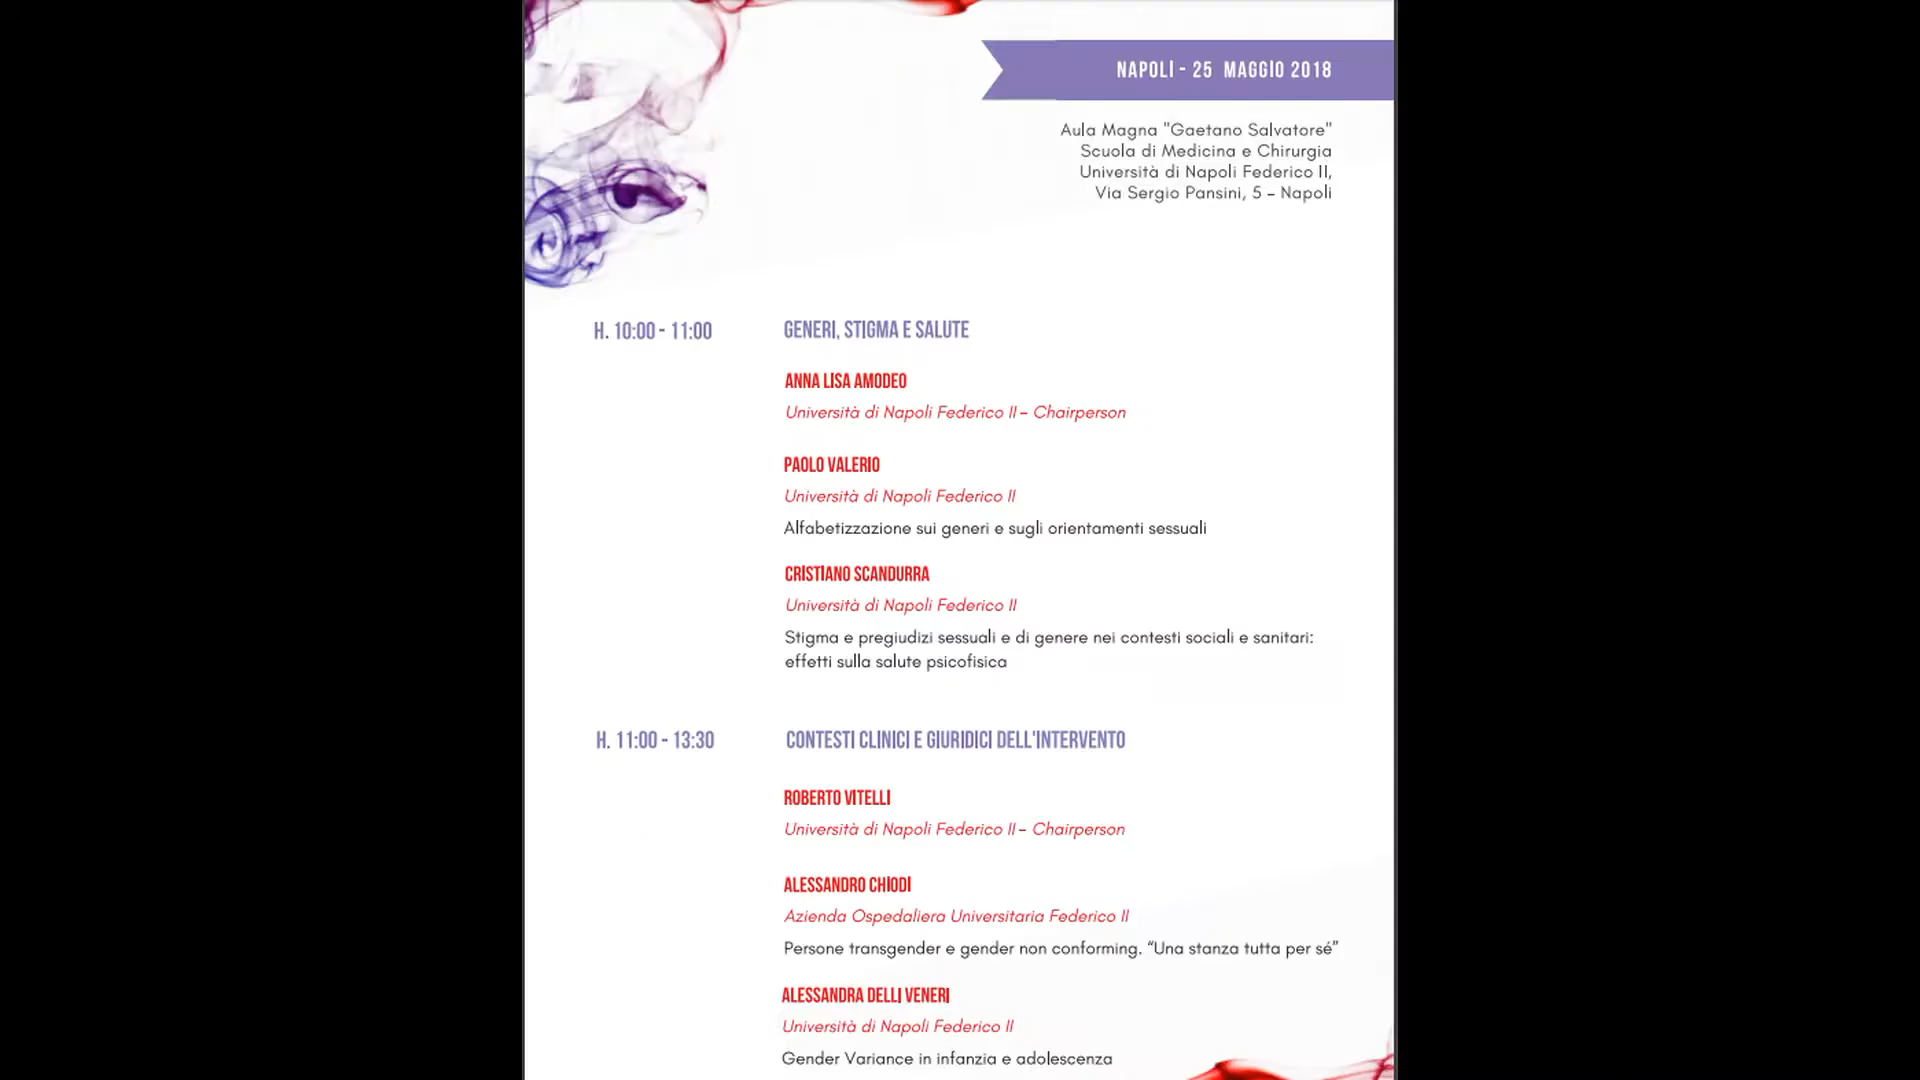 NAPOLI - 25 MAGGIO 2018
Aula Magna "Gaetano Salvatore"
Scuola di Medicina e Chirurgia
Università di Napoli Federico II,
Via Sergio Pansini, 5 – Napoli
H. 10:00 - 11:00
GENERI, STIGMA E SALUTE
ANNA LISA AMODEO
Università di Napoli Federico II – Chairperson
PAOLO VALERIO
Università di Napoli Federico II
Alfabetizzazione sui generi e sugli orientamenti sessuali
CRISTIANO SCANDURRA
Università di Napoli Federico II
Stigma e pregiudizi sessuali e di genere nei contesti sociali e sanitari:
effetti sulla salute psicofisica
H. 11:00 - 13:30
CONTESTI CLINICI E GIURIDICI DELL'INTERVENTO
ROBERTO VITELLI
Università di Napoli Federico II – Chairperson
ALESSANDRO CHIODI
Azienda Ospedaliera Universitaria Federico II
Persone transgender e gender non conforming. “Una stanza tutta per sé”
ALESSANDRA DELLI VENERI
Università di Napoli Federico II
Gender Variance in infanzia e adolescenza